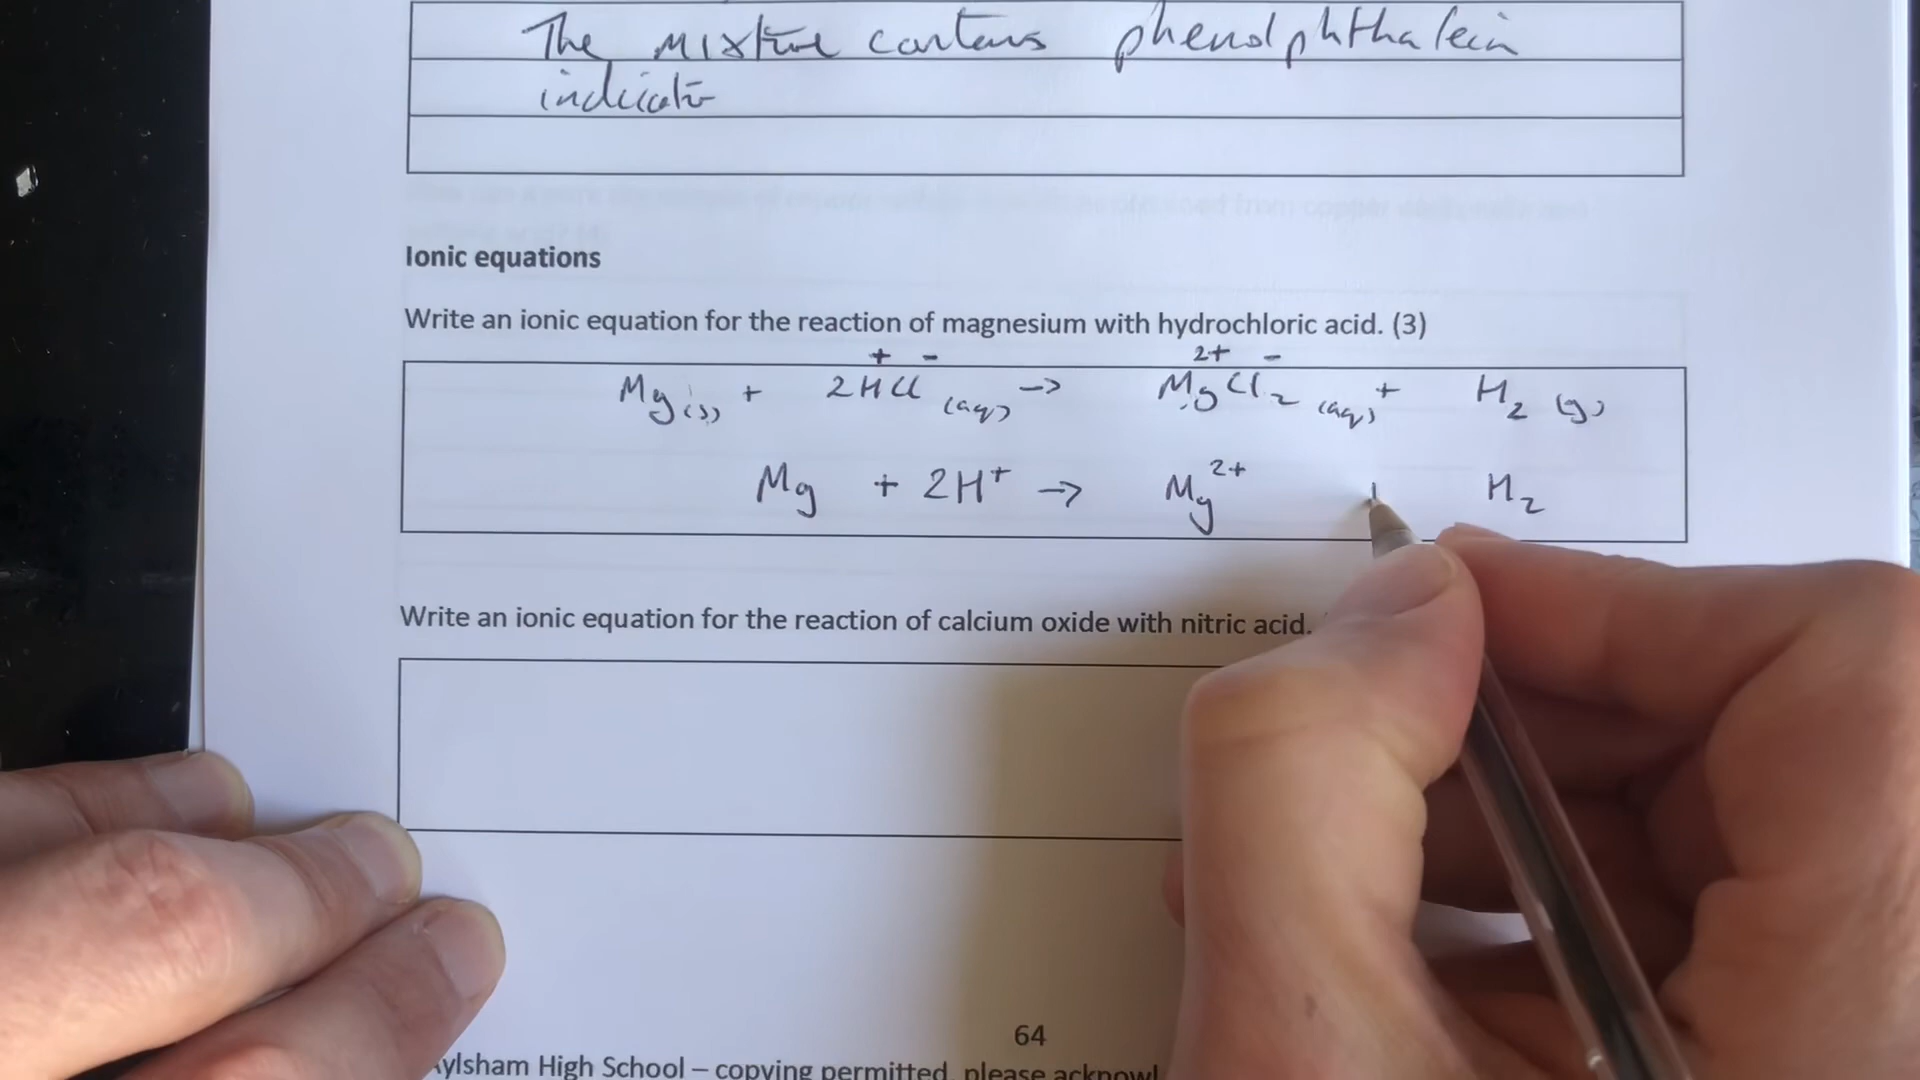 The mixture contains phenolphthalein
indicator
Ionic equations
Write an ionic equation for the reaction of magnesium with hydrochloric acid. (3)
+ - 2+ -
Mg(s) + 2HCl (aq) -> MgCl2 (aq) + H2 (g)
Mg + 2H+ -> Mg2+ H2
Write an ionic equation for the reaction of calcium oxide with nitric acid.
64
Aylsham High School – copying permitted, please acknowl